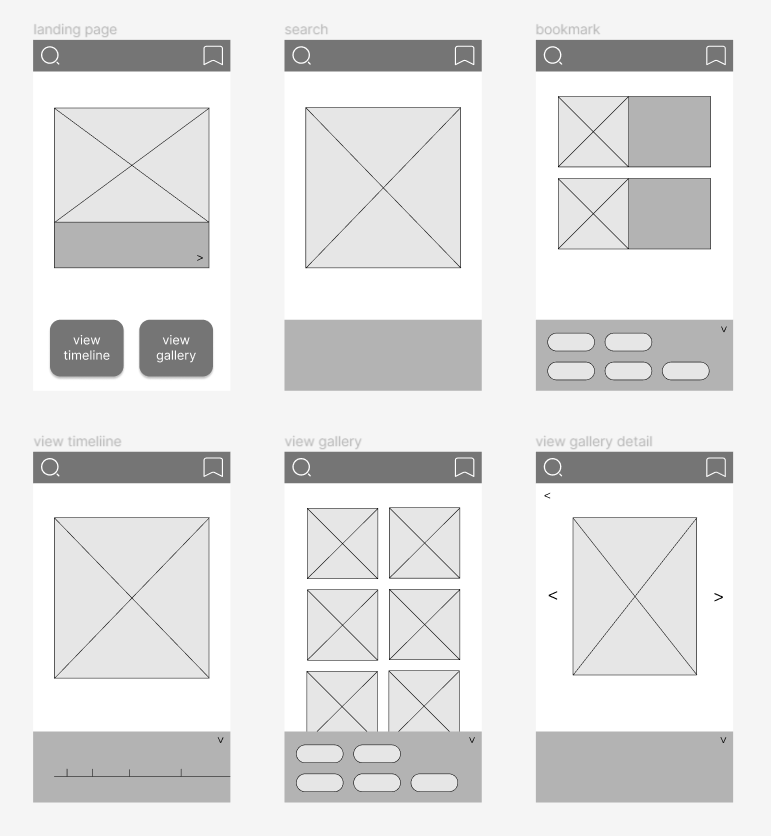 landing page
search
bookmark
>
view
timeline
view
gallery
v
view timeliine
view gallery
view gallery detail
<
<
>
v
v
v